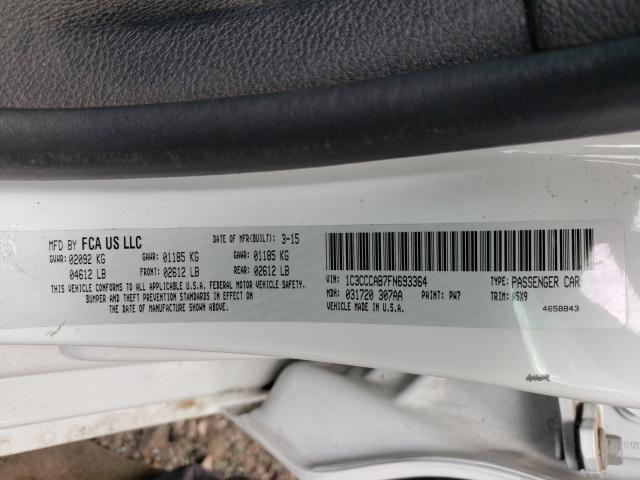 MFD BY FCA US LLC DATE OF MFR(BUILT): 3-15
GVWR: 02092 KG GAWR: 01185 KG GAWR: 01185 KG
04612 LB FRONT: 02612 LB REAR: 02612 LB
THIS VEHICLE CONFORMS TO ALL APPLICABLE U.S.A. FEDERAL MOTOR VEHICLE SAFETY,
BUMPER AND THEFT PREVENTION STANDARDS IN EFFECT ON
THE DATE OF MANUFACTURE SHOWN ABOVE.
VIN: 1C3CCCAB7FN693364 TYPE: PASSENGER CAR
MDH: 031720 307AA PAINT: PW7 TRIM: A5X9
VEHICLE MADE IN U.S.A. 4658843